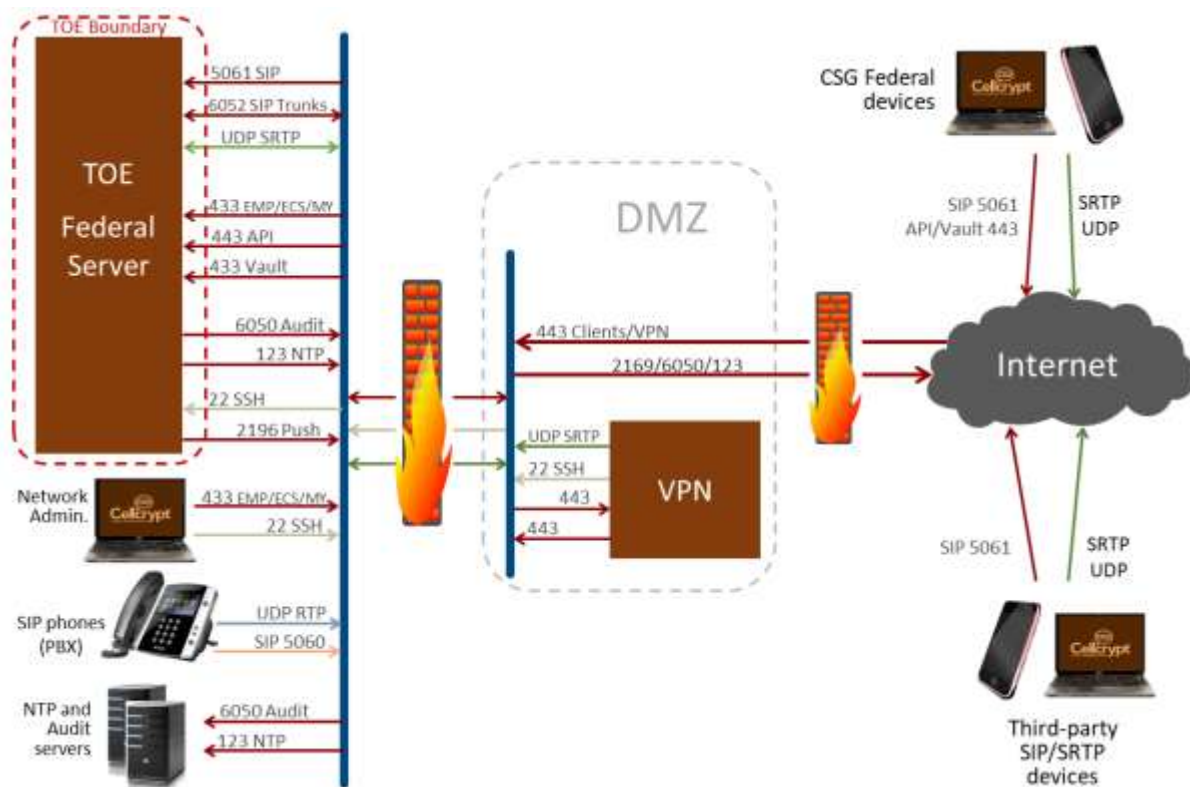 TOE Boundary
TOE
Federal
Server
5061 SIP
6052 SIP Trunks
UDP SRTP
433 EMP/ECS/MY
443 API
433 Vault
6050 Audit
123 NTP
22 SSH
2196 Push
Network
Admin.
Cellcrypt
433 EMP/ECS/MY
22 SSH
SIP phones
(PBX)
UDP RTP
SIP 5060
NTP and
Audit
servers
6050 Audit
123 NTP
DMZ
443 Clients/VPN
2169/6050/123
UDP SRTP
22 SSH
443
443
VPN
CSG Federal
devices
Cellcrypt
SIP 5061
API/Vault 443
SRTP
UDP
Internet
SIP 5061
SRTP
UDP
Cellcrypt
Third-party
SIP/SRTP
devices